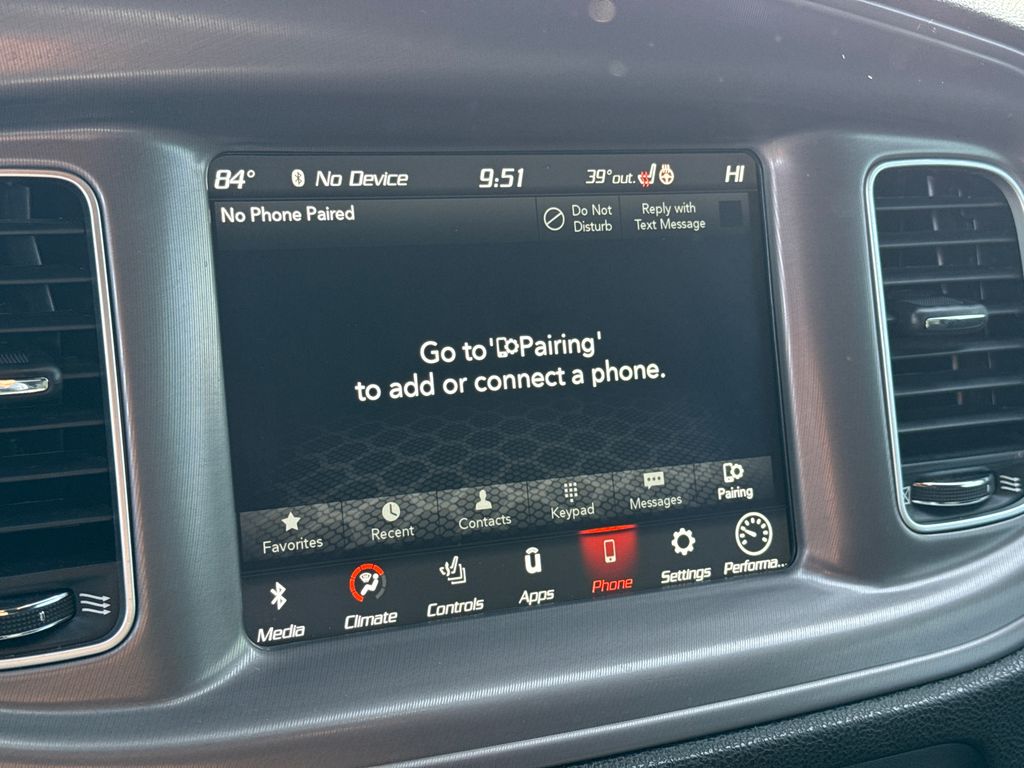 84° No Device 9:51 39°out. HI
No Phone Paired
Do Not
Disturb
Reply with
Text Message
Go to 'Pairing'
to add or connect a phone.
Favorites Recent Contacts Keypad Messages Pairing
Media Climate Controls Apps Phone Settings Performa...